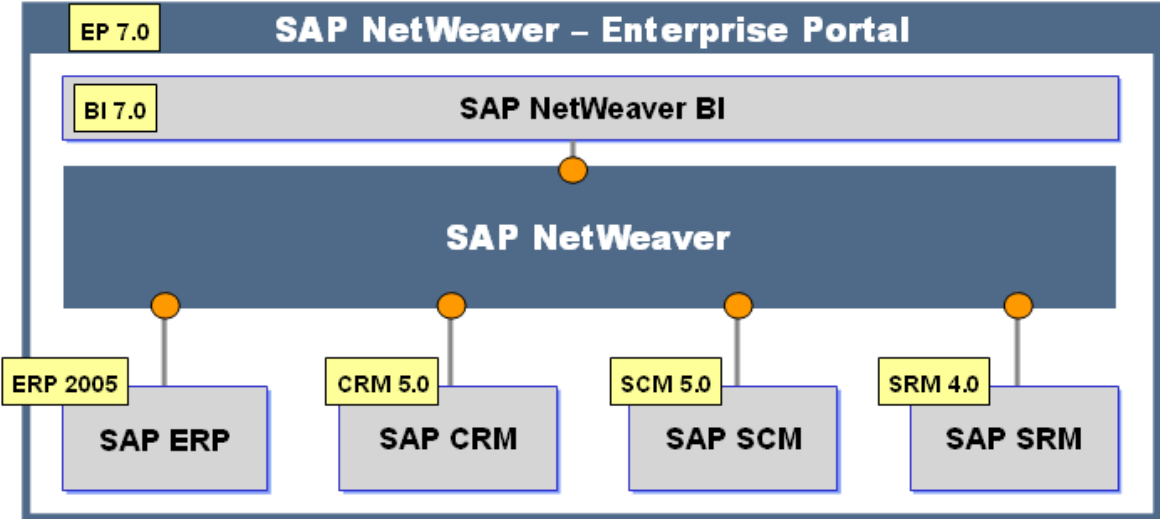 EP 7.0
SAP NetWeaver – Enterprise Portal
BI 7.0
SAP NetWeaver BI
SAP NetWeaver
ERP 2005
CRM 5.0
SCM 5.0
SRM 4.0
SAP ERP
SAP CRM
SAP SCM
SAP SRM